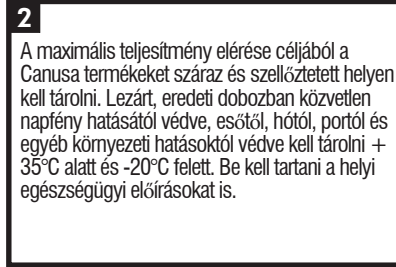 2
A maximális teljesítmény elérése céljából a
Canusa termékeket száraz és szellőztetett helyen
kell tárolni. Lezárt, eredeti dobozban közvetlen
napfény hatásától védve, esőtől, hótól, portól és
egyéb környezeti hatásoktól védve kell tárolni +
35°C alatt és -20°C felett. Be kell tartani a helyi
egészségügyi előírásokat is.